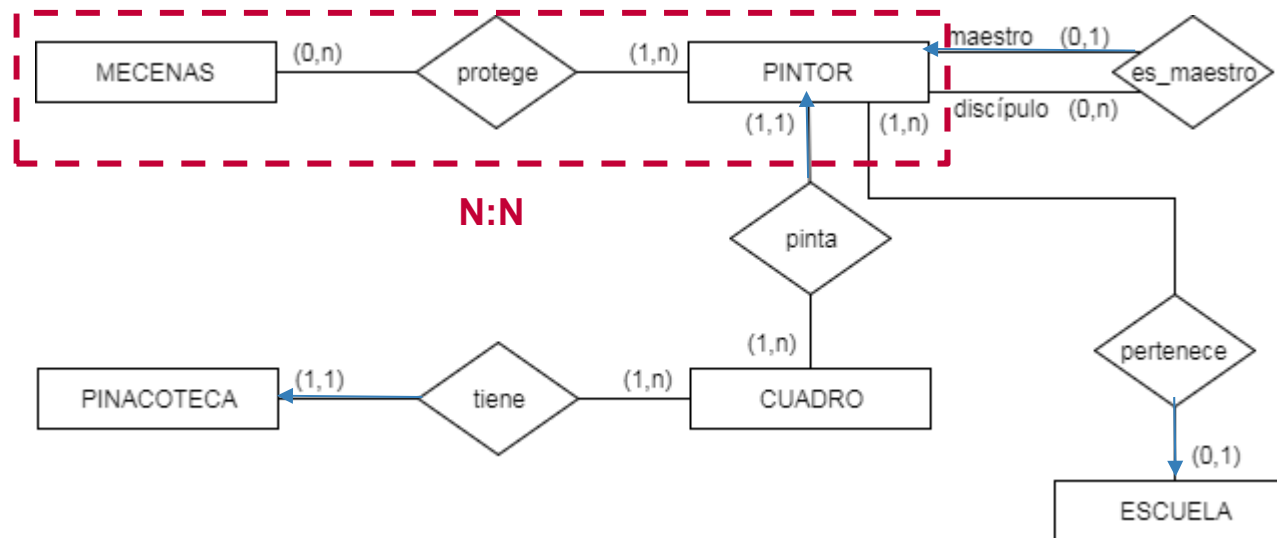 maestro (0,1)
MECENAS (0,n) protege (1,n) PINTOR es_maestro
discípulo (0,n)
(1,1) (1,n)
N:N
pinta
(1,n) pertenece
PINACOTECA (1,1) tiene (1,n) CUADRO
(0,1)
ESCUELA